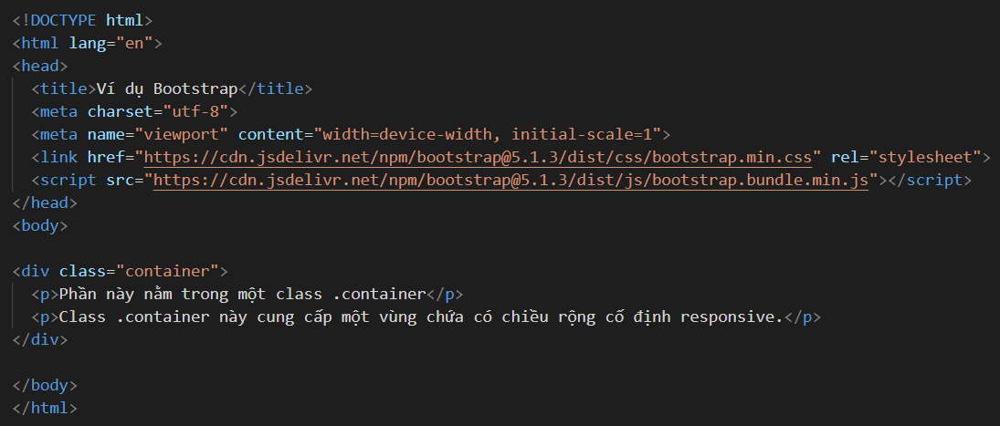 <!DOCTYPE html>
<html lang="en">
<head>
  <title>Ví dụ Bootstrap</title>
  <meta charset="utf-8">
  <meta name="viewport" content="width=device-width, initial-scale=1">
  <link href="https://cdn.jsdelivr.net/npm/bootstrap@5.1.3/dist/css/bootstrap.min.css" rel="stylesheet">
  <script src="https://cdn.jsdelivr.net/npm/bootstrap@5.1.3/dist/js/bootstrap.bundle.min.js"></script>
</head>
<body>
<div class="container">
  <p>Phần này nằm trong một class .container</p>
  <p>Class .container này cung cấp một vùng chứa có chiều rộng cố định responsive.</p>
</div>
</body>
</html>